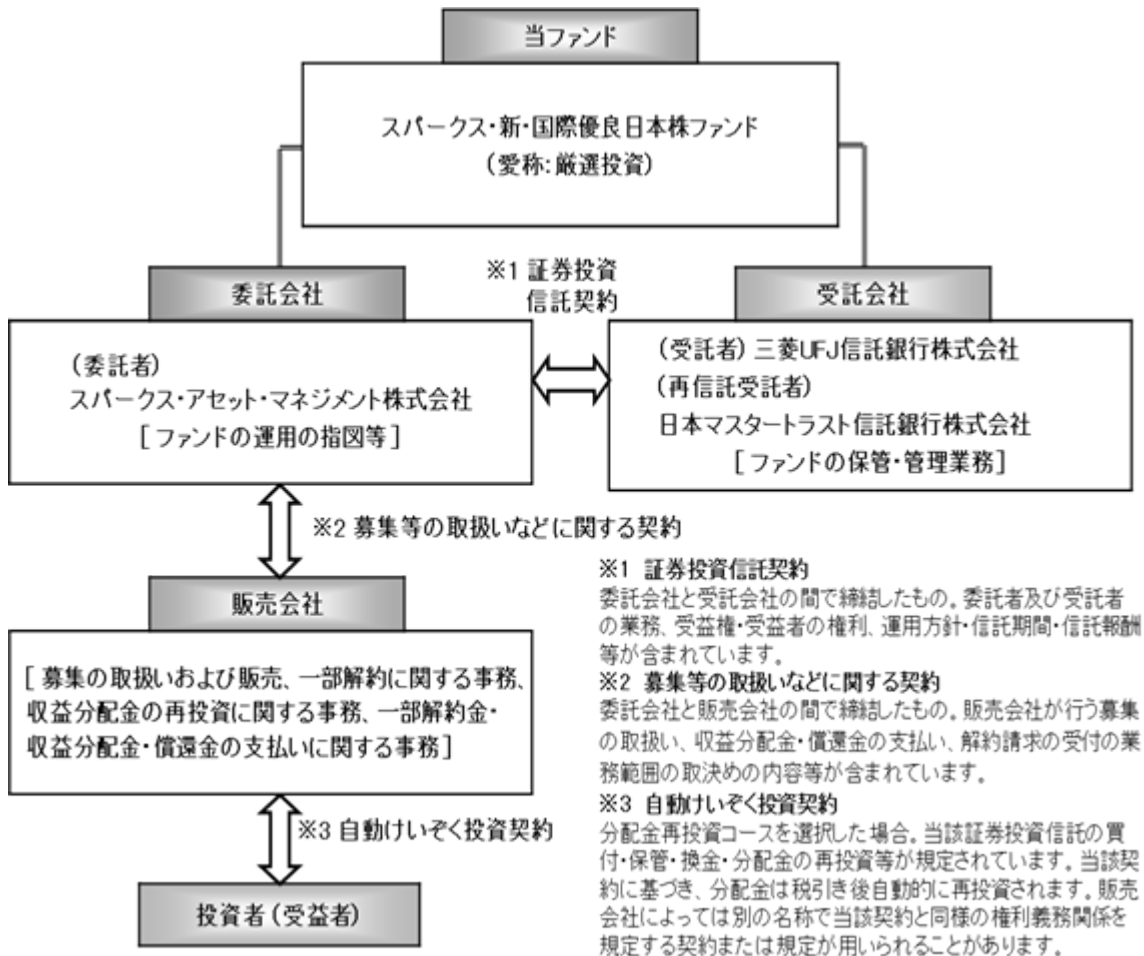 当ファンド
スパークス・新・国際優良日本株ファンド
(愛称:厳選投資)
※1 証券投資
信託契約
委託会社
(委託者)
スパークス・アセット・マネジメント株式会社
[ファンドの運用の指図等]
受託会社
(受託者)三菱UFJ信託銀行株式会社
(再信託受託者)
日本マスタートラスト信託銀行株式会社
[ファンドの保管・管理業務]
※2 募集等の取扱いなどに関する契約
販売会社
[募集の取扱いおよび販売、一部解約に関する事務、
収益分配金の再投資に関する事務、一部解約金・
収益分配金・償還金の支払いに関する事務]
※3 自動けいぞく投資契約
投資者(受益者)
※1 証券投資信託契約
委託会社と受託会社の間で締結したもの。委託者及び受託者
の業務、受益権・受益者の権利、運用方針・信託期間・信託報酬
等が含まれています。
※2 募集等の取扱いなどに関する契約
委託会社と販売会社の間で締結したもの。販売会社が行う募集
の取扱い、収益分配金・償還金の支払い、解約請求の受付の業
務範囲の取決めの内容等が含まれています。
※3 自動けいぞく投資契約
分配金再投資コースを選択した場合。当該証券投資信託の買
付・保管・換金・分配金の再投資等が規定されています。当該契
約に基づき、分配金は税引き後自動的に再投資されます。販売
会社によっては別の名称で当該契約と同様の権利義務関係を
規定する契約または規定が用いられることがあります。